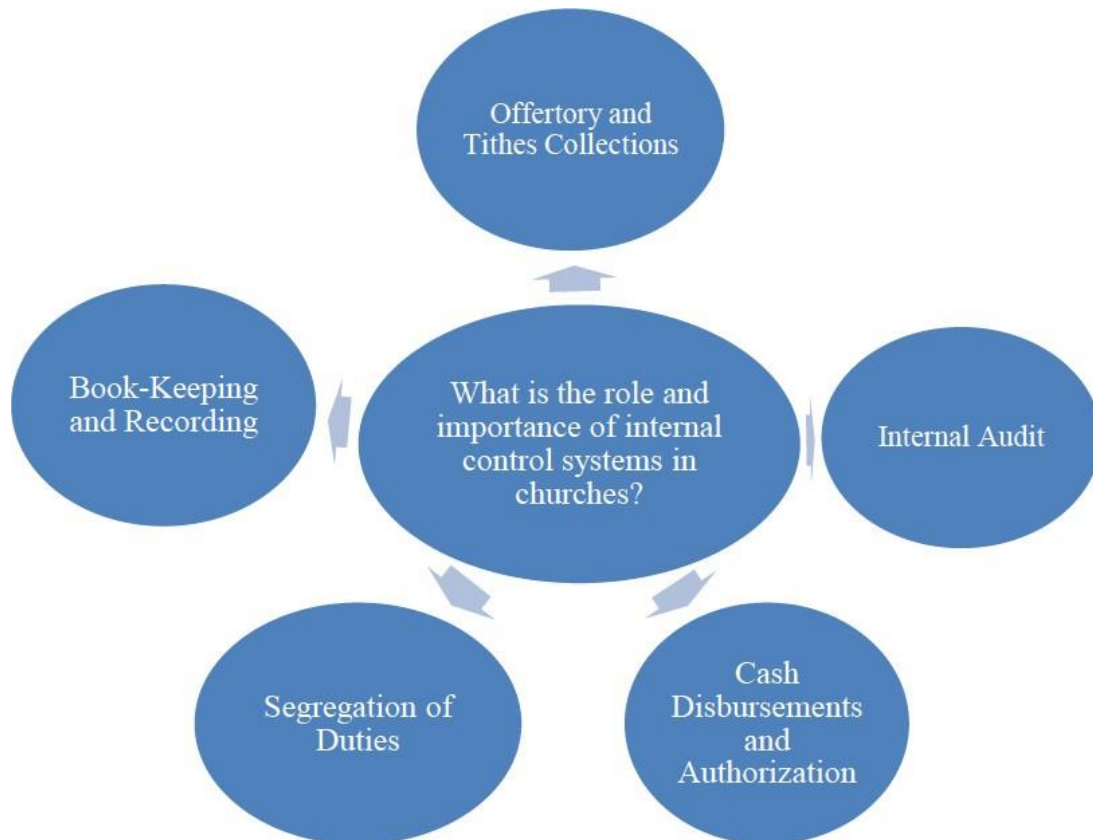 Offertory and
Tithes Collections
Book-Keeping
and Recording
What is the role and
importance of internal
control systems in
churches?
Internal Audit
Segregation of
Duties
Cash
Disbursements
and
Authorization